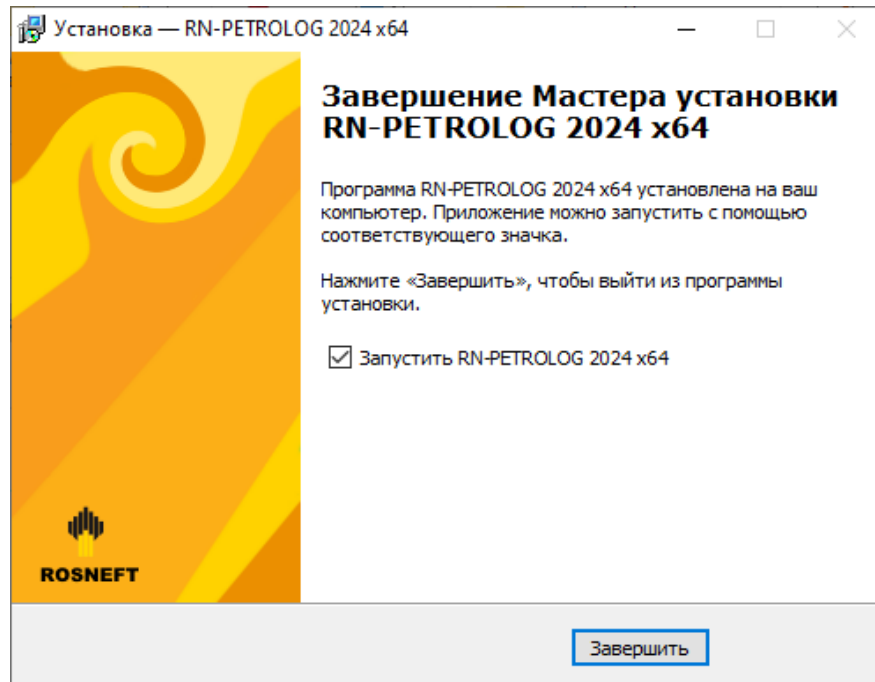 Установка — RN-PETROLOG 2024 x64
Завершение Мастера установки
RN-PETROLOG 2024 x64
Программа RN-PETROLOG 2024 x64 установлена на ваш
компьютер. Приложение можно запустить с помощью
соответствующего значка.
Нажмите «Завершить», чтобы выйти из программы
установки.
Запустить RN-PETROLOG 2024 x64
ROSNEFT
Завершить